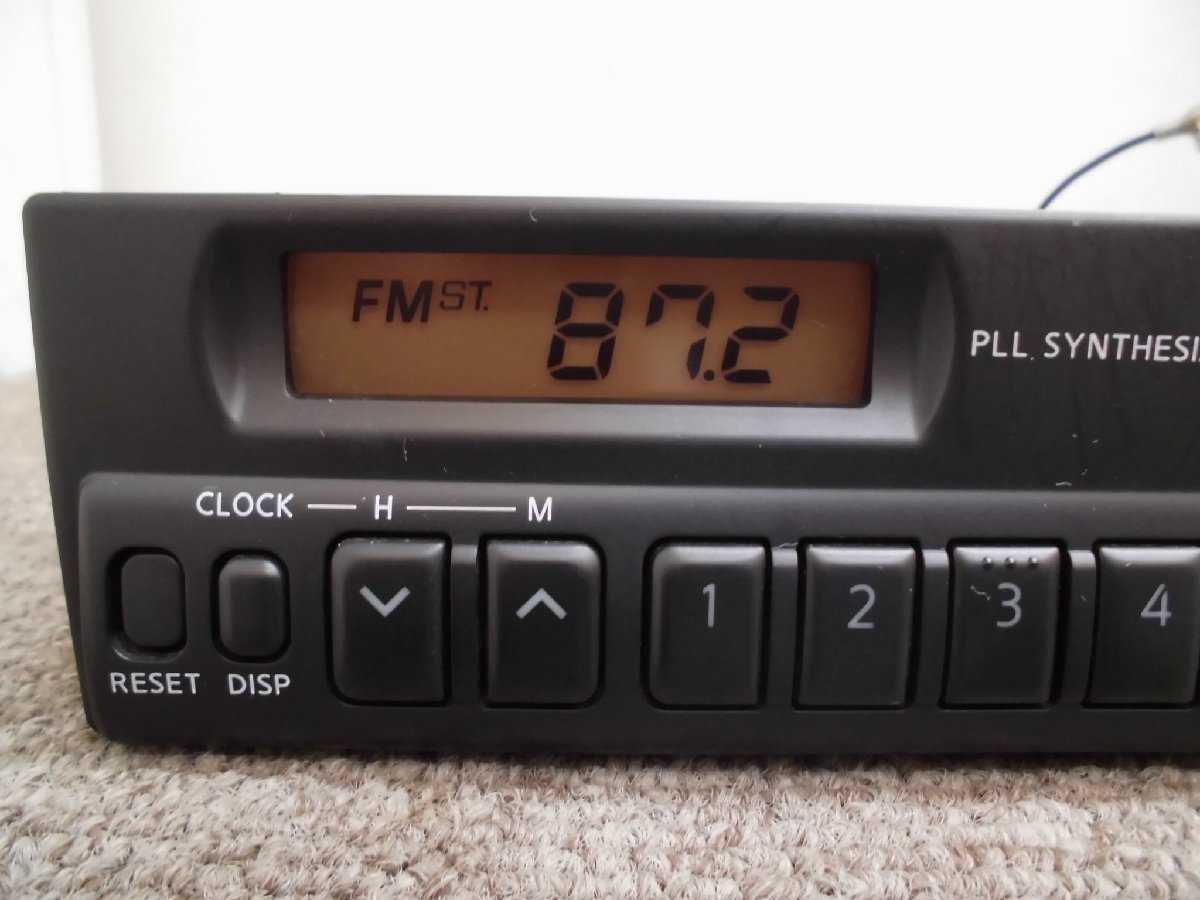 FM ST. 87.2
PLL SYNTHESI
CLOCK H M
1 2 3 4
RESET DISP